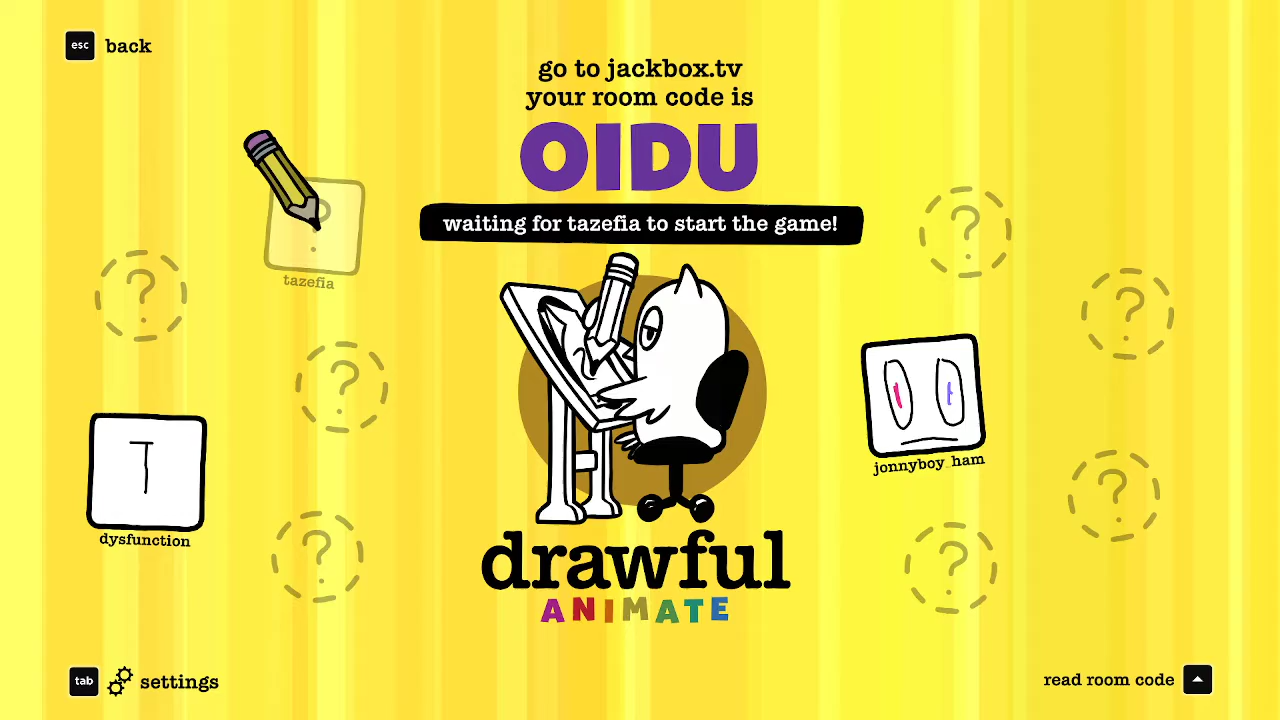 esc back
go to jackbox.tv
your room code is
OIDU
waiting for tazefia to start the game!
?
tazefia
?
?
?
?
T
dysfunction
jonnyboy_ham
?
?
?
?
drawful
ANIMATE
tab settings
read room code